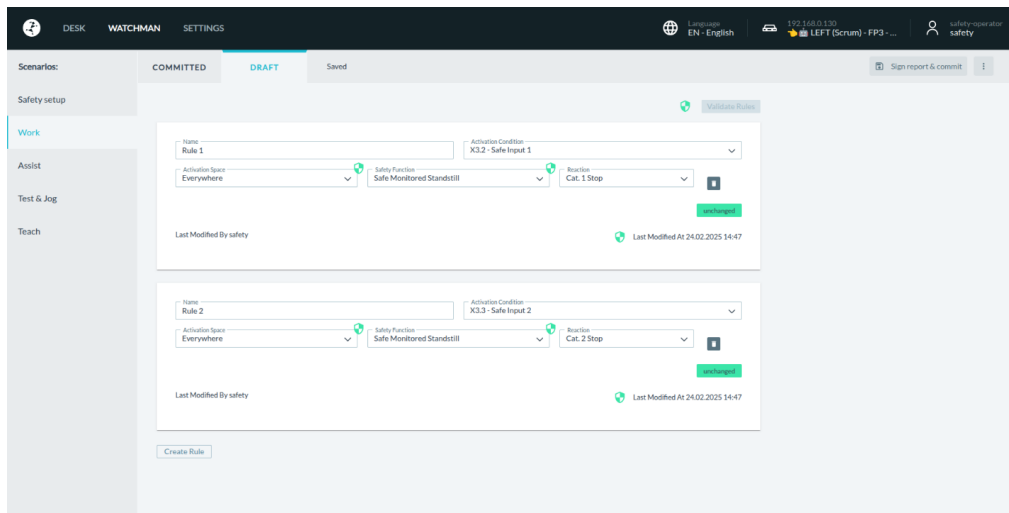 DESK WATCHMAN SETTINGS
Language
EN - English
192.168.0.130
👈🤖 LEFT (Scrum) - FP3 - ...
safety-operator
safety
Scenarios:
COMMITTED DRAFT Saved
Sign report & commit
Safety setup
Work
Assist
Test & Jog
Teach
Validate Rules
Name
Rule 1
Activation Condition
X3.2 - Safe Input 1
Activation Space
Everywhere
Safety Function
Safe Monitored Standstill
Reaction
Cat. 1 Stop
unchanged
Last Modified By safety
Last Modified At 24.02.2025 14:47
Name
Rule 2
Activation Condition
X3.3 - Safe Input 2
Activation Space
Everywhere
Safety Function
Safe Monitored Standstill
Reaction
Cat. 2 Stop
unchanged
Last Modified By safety
Last Modified At 24.02.2025 14:47
Create Rule